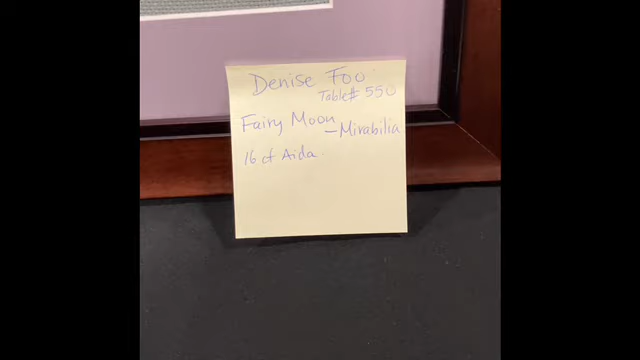 Denise Foo
Table# 550
Fairy Moon
- Mirabilia
16 ct Aida.